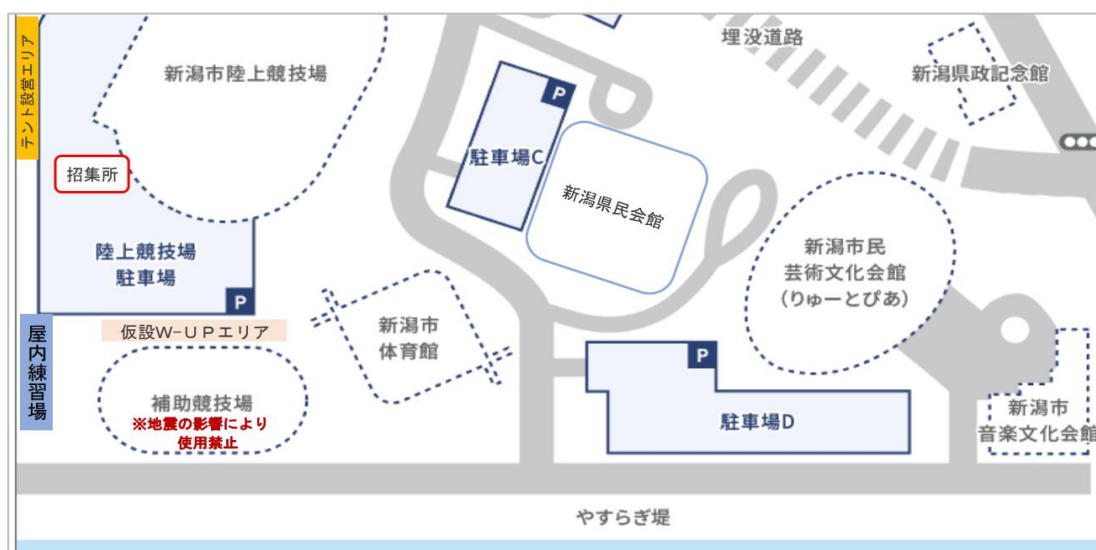 テント設営エリア
新潟市陸上競技場
招集所
陸上競技場
駐車場
P
屋内練習場
仮設W-UPエリア
補助競技場
※地震の影響により
使用禁止
新潟市
体育館
P
駐車場C
新潟県民会館
埋没道路
新潟県政記念館
新潟市民
芸術文化会館
(りゅーとぴあ)
P
駐車場D
新潟市
音楽文化会館
やすらぎ堤